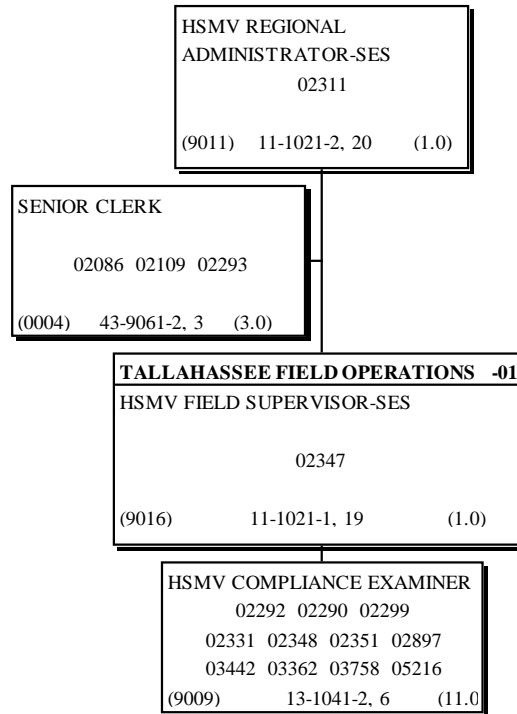 HSMV REGIONAL
ADMINISTRATOR-SES
02311
(9011) 11-1021-2, 20 (1.0)
SENIOR CLERK
02086 02109 02293
(0004) 43-9061-2, 3 (3.0)
TALLAHASSEE FIELD OPERATIONS -01
HSMV FIELD SUPERVISOR-SES
02347
(9016) 11-1021-1, 19 (1.0)
HSMV COMPLIANCE EXAMINER
02292 02290 02299
02331 02348 02351 02897
03442 03362 03758 05216
(9009) 13-1041-2, 6 (11.0